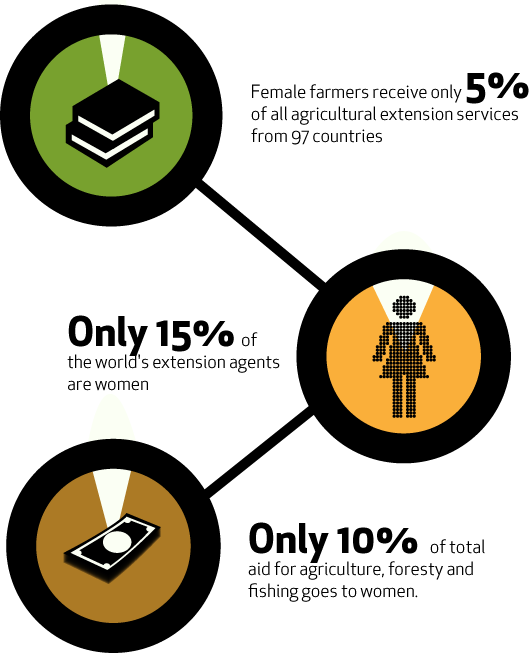 Female farmers receive only 5%
of all agricultural extension services
from 97 countries
Only 15% of
the world's extension agents
are women
Only 10% of total
aid for agriculture, foresty and
fishing goes to women.